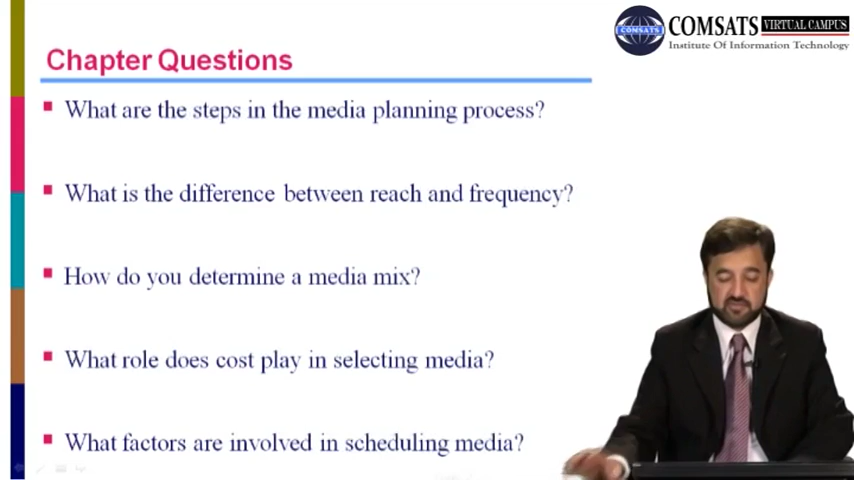 COMSATS VIRTUAL CAMPUS
COMSATS
Institute Of Information Technology
Chapter Questions
What are the steps in the media planning process?
What is the difference between reach and frequency?
How do you determine a media mix?
What role does cost play in selecting media?
What factors are involved in scheduling media?